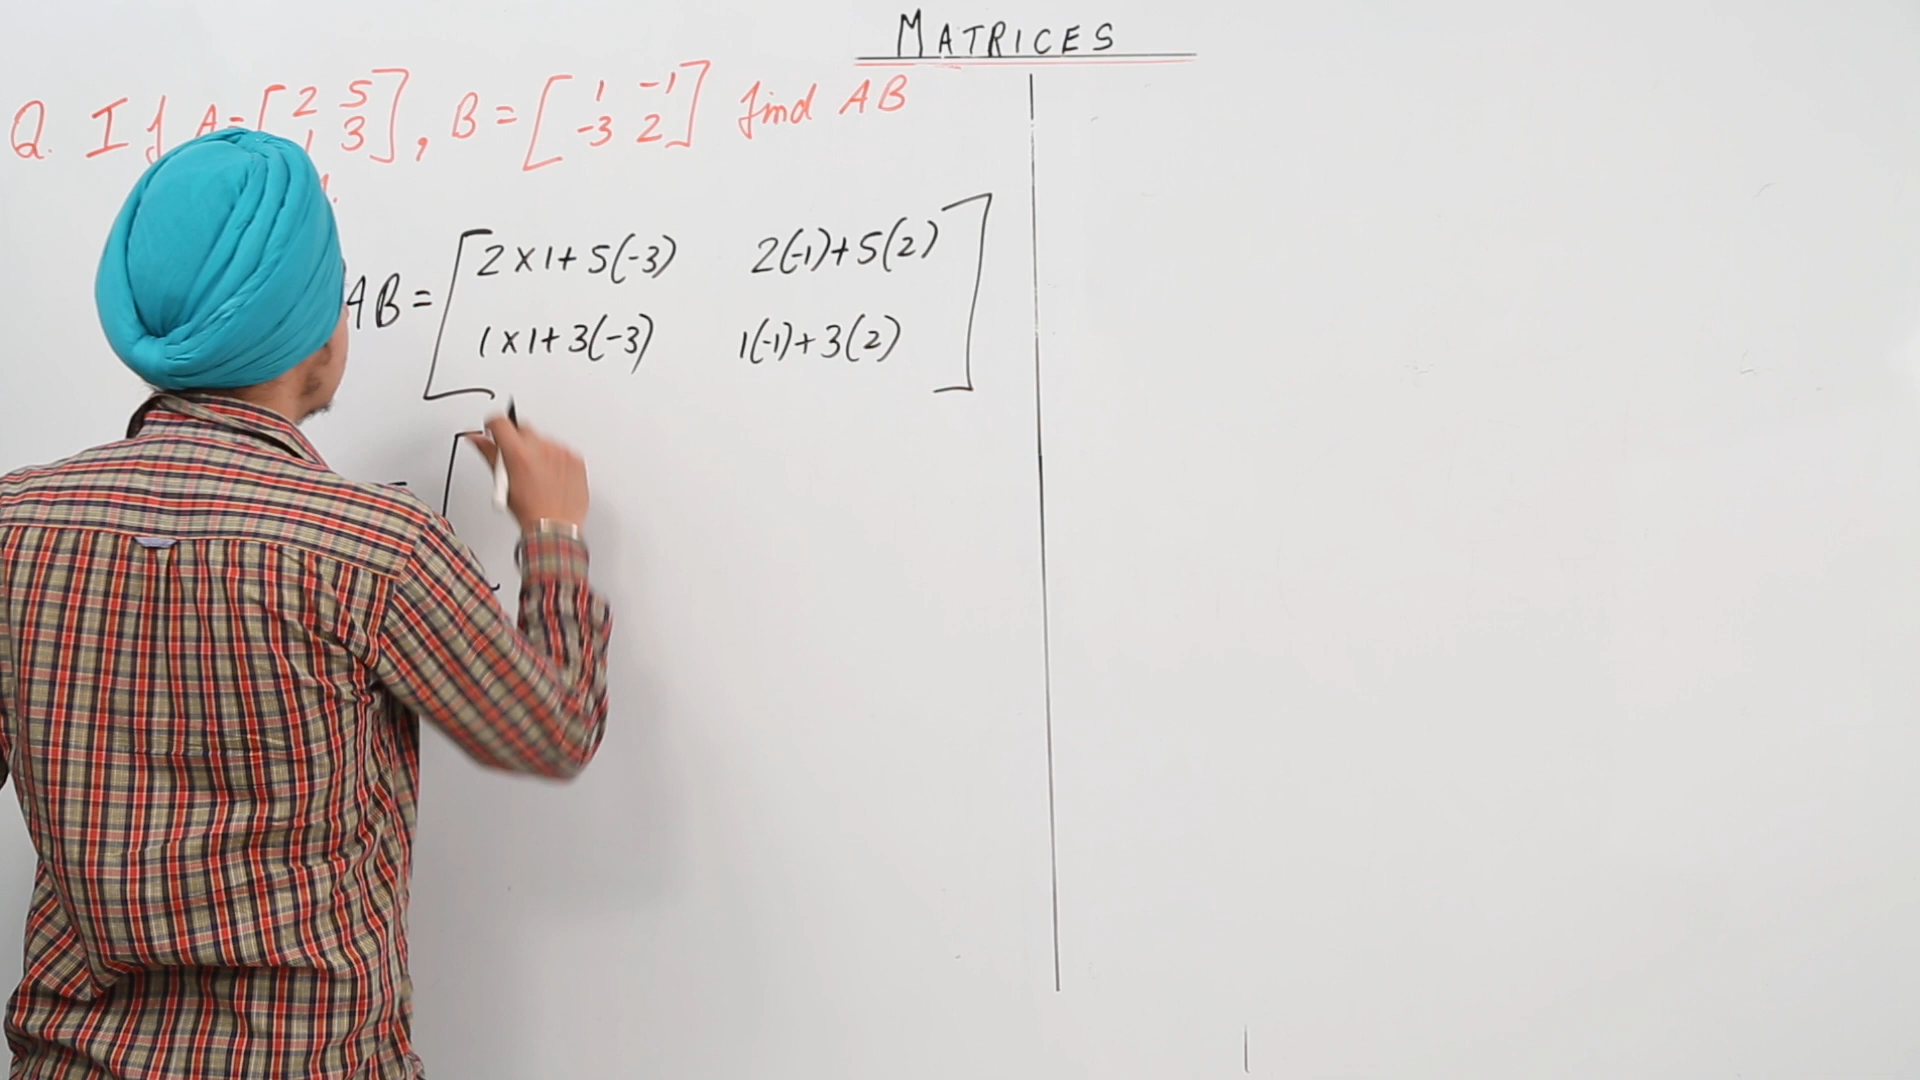 MATRICES
Q. If A=[2 5
1 3], B=[1 -1
-3 2] find AB
AB=[2×1+5(-3) 2(-1)+5(2)
1×1+3(-3) 1(-1)+3(2)]